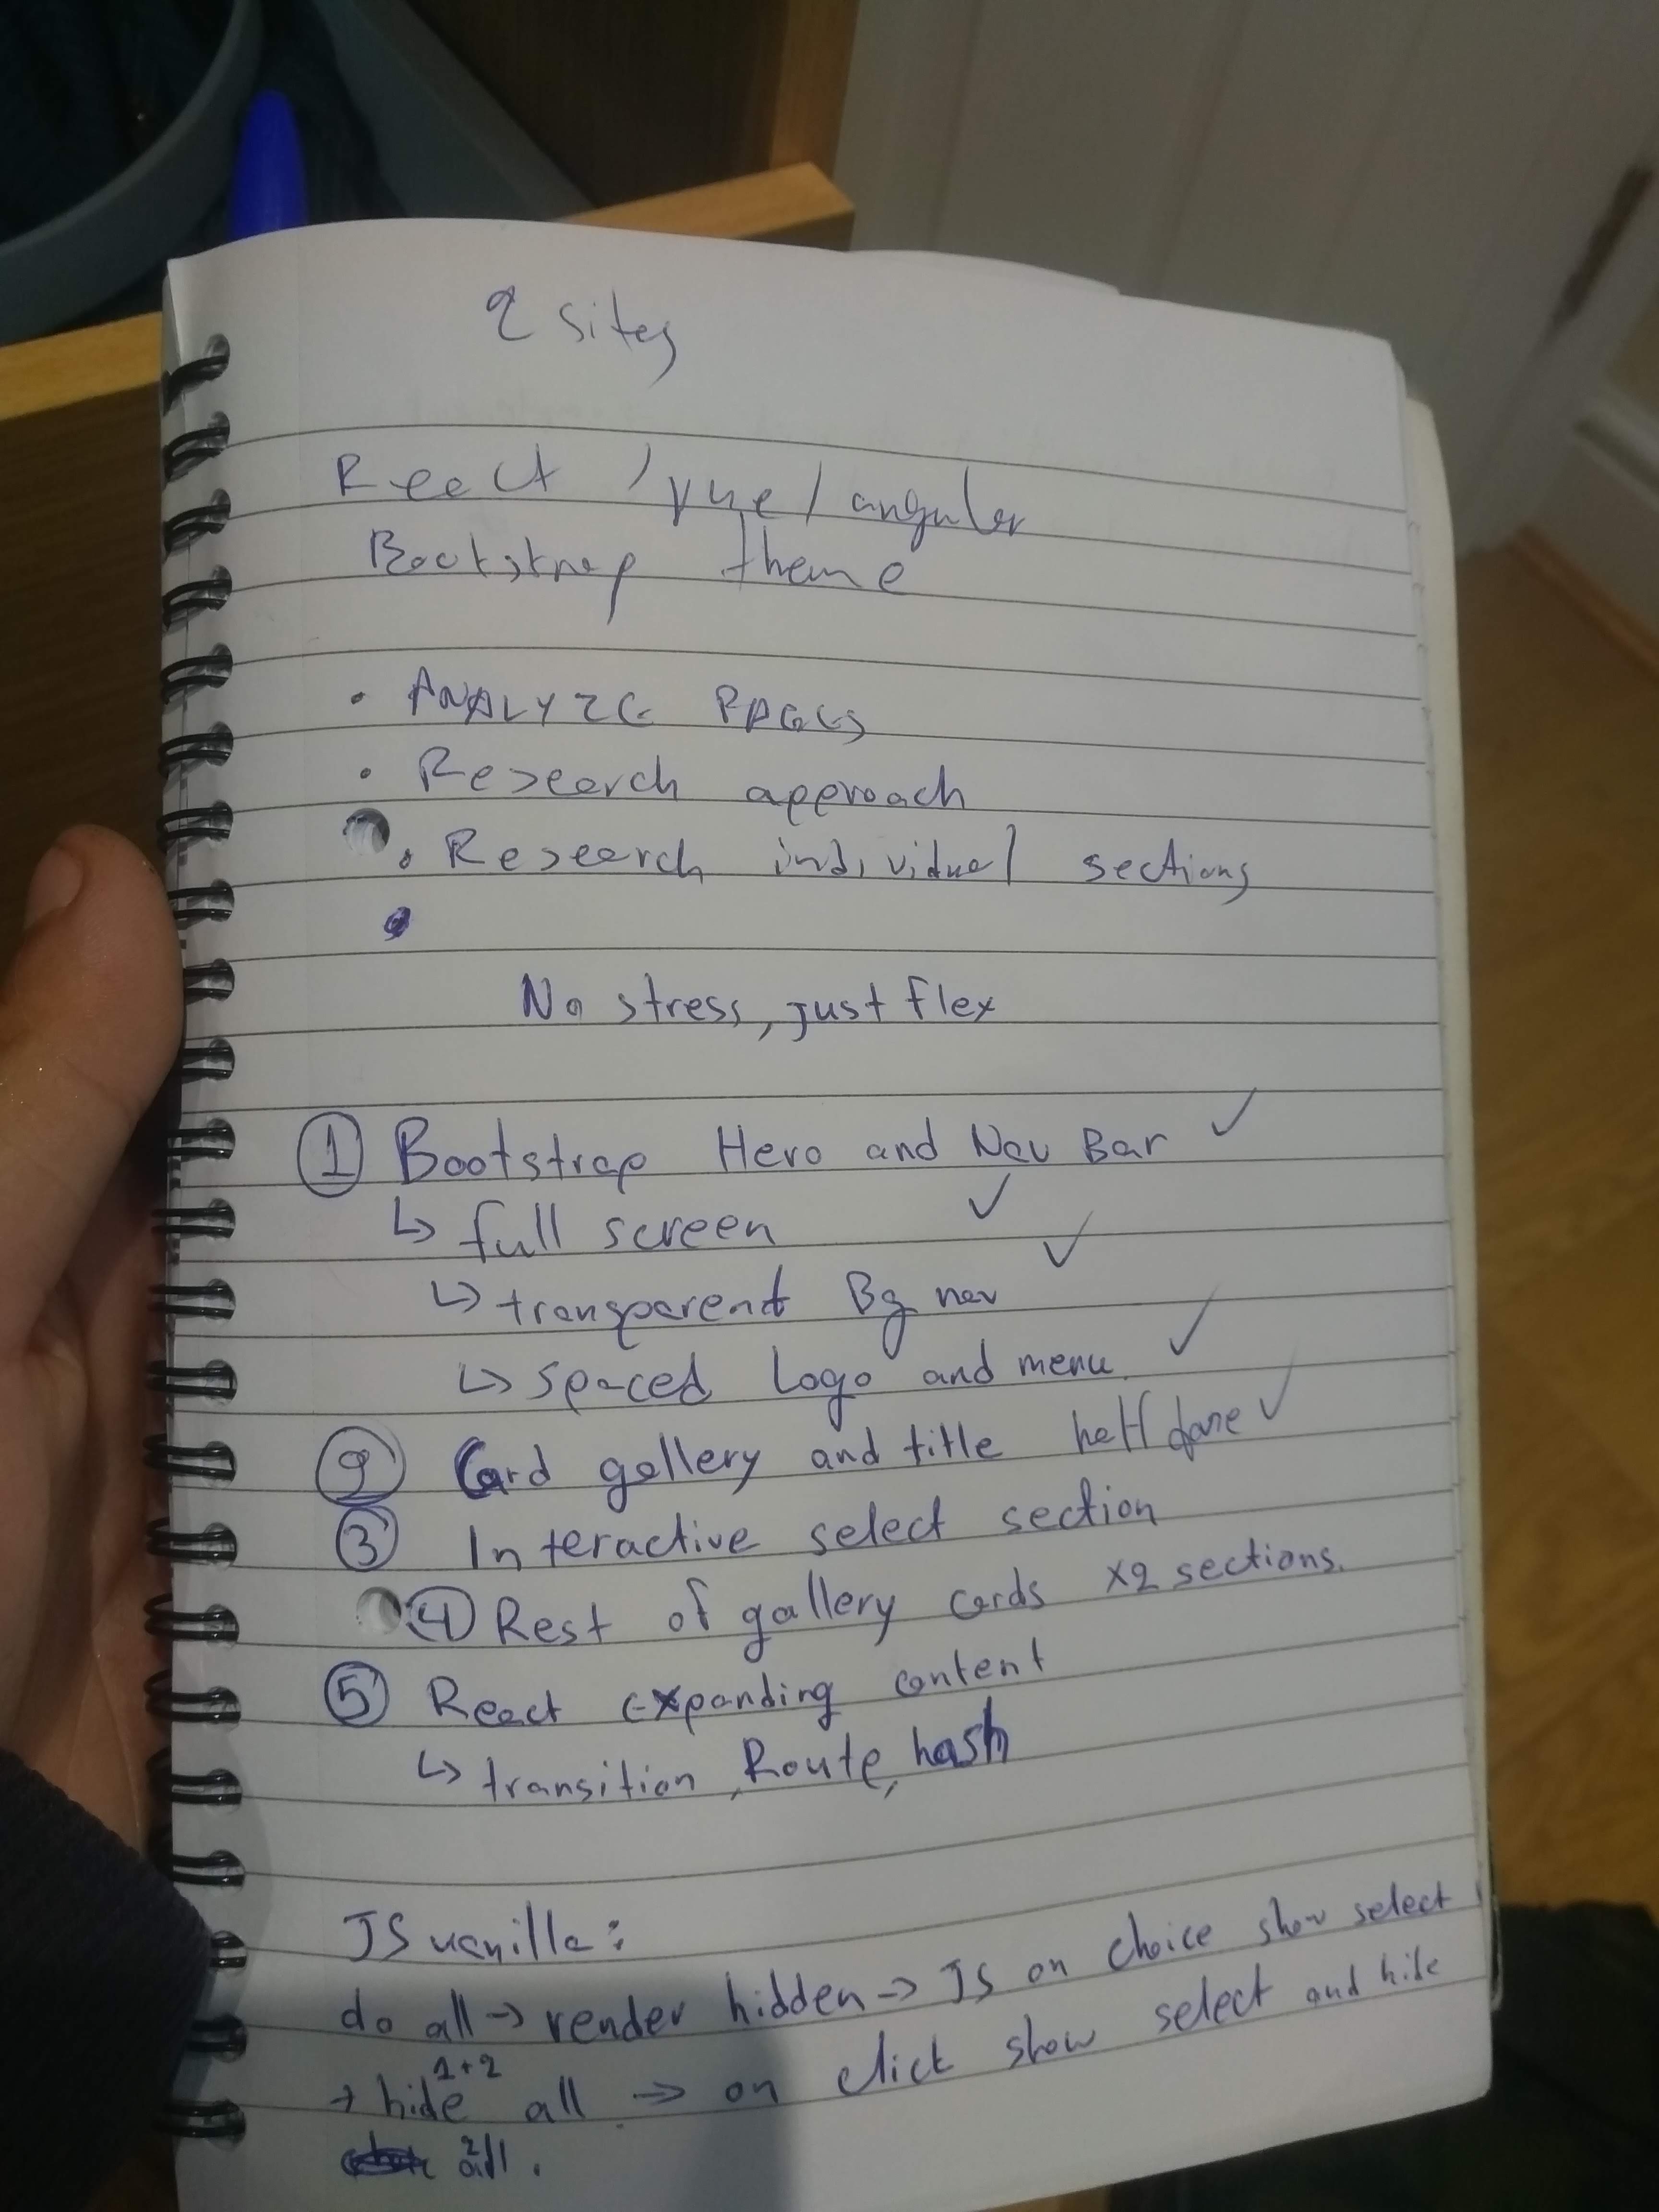 2 sites
React / vue / angular
Bootstrap theme
• ANALYZE PAGES
• Research approach
• Research individual sections
•
No stress, just flex
① Bootstrap Hero and Nav Bar ✓
↳ full screen ✓
↳ transparent Bg nav ✓
↳ spaced Logo and menu ✓
② Card gallery and title half done ✓
③ Interactive select section
④ Rest of gallery cards x2 sections.
⑤ React expanding content
↳ transition, Route, hash
JS vanilla:
do all → render hidden → JS on choice show select
1+2
→ hide all → on click show select and hide
2
all.